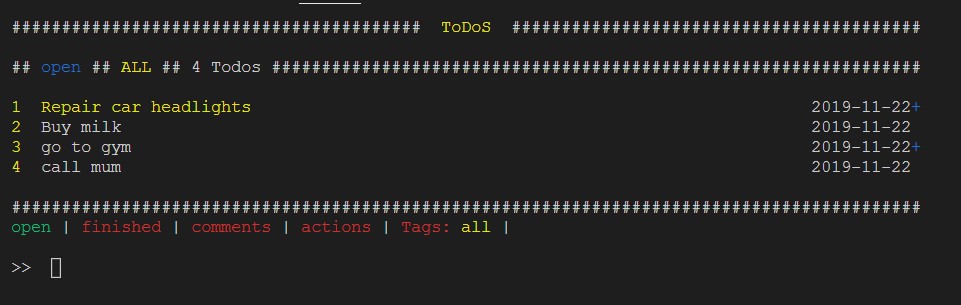 ######################################### ToDoS #########################################
## open ## ALL ## 4 Todos #################################################################
1 Repair car headlights 2019-11-22+
2 Buy milk 2019-11-22
3 go to gym 2019-11-22+
4 call mum 2019-11-22
###########################################################################################
open | finished | comments | actions | Tags: all |
>>